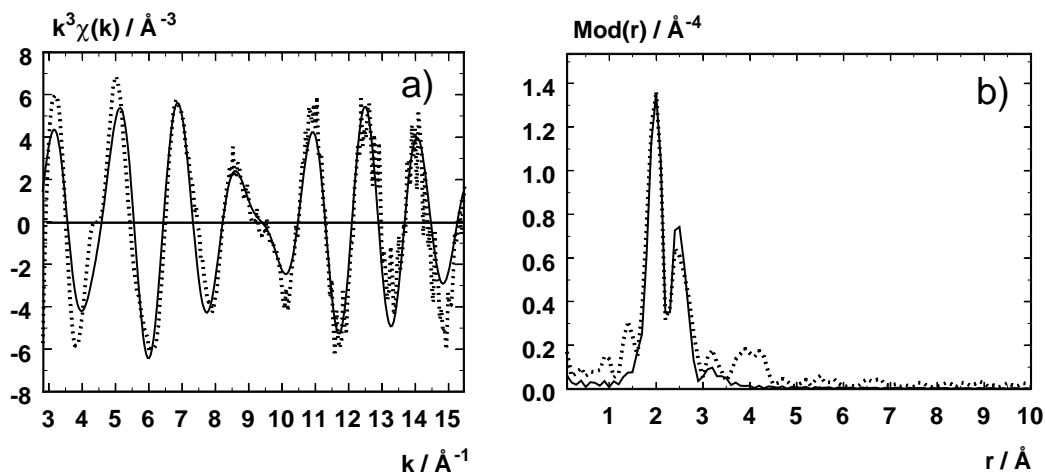 k³χ(k) / Å⁻³
a)
8
6
4
2
0
-2
-4
-6
-8
3 4 5 6 7 8 9 10 11 12 13 14 15
k / Å⁻¹
Mod(r) / Å⁻⁴
b)
1.4
1.2
1.0
0.8
0.6
0.4
0.2
0.0
1 2 3 4 5 6 7 8 9 10
r / Å